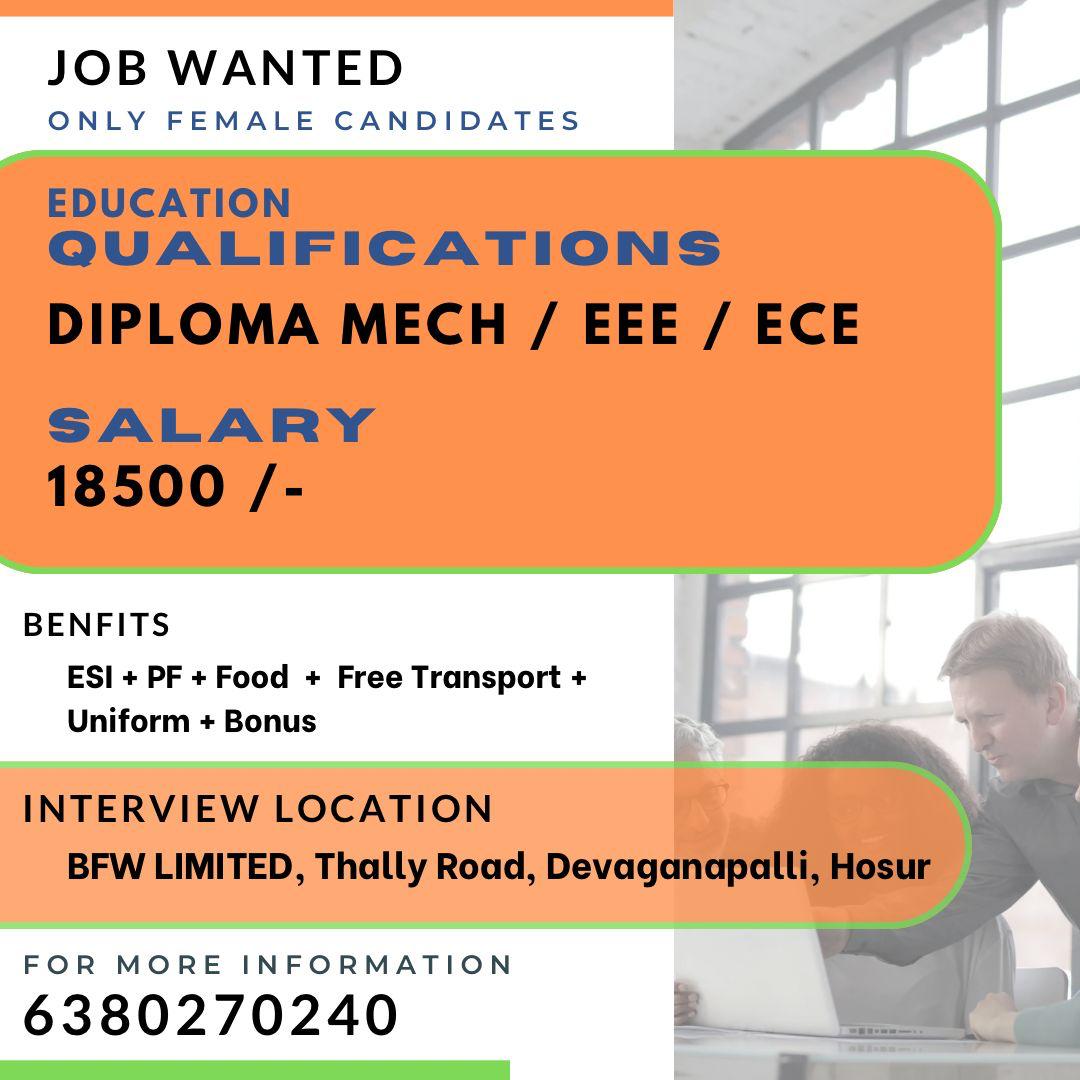 JOB WANTED
ONLY FEMALE CANDIDATES
EDUCATION
QUALIFICATIONS
DIPLOMA MECH / EEE / ECE
SALARY
18500 /-
BENFITS
ESI + PF + Food + Free Transport +
Uniform + Bonus
INTERVIEW LOCATION
BFW LIMITED, Thally Road, Devaganapalli, Hosur
FOR MORE INFORMATION
6380270240